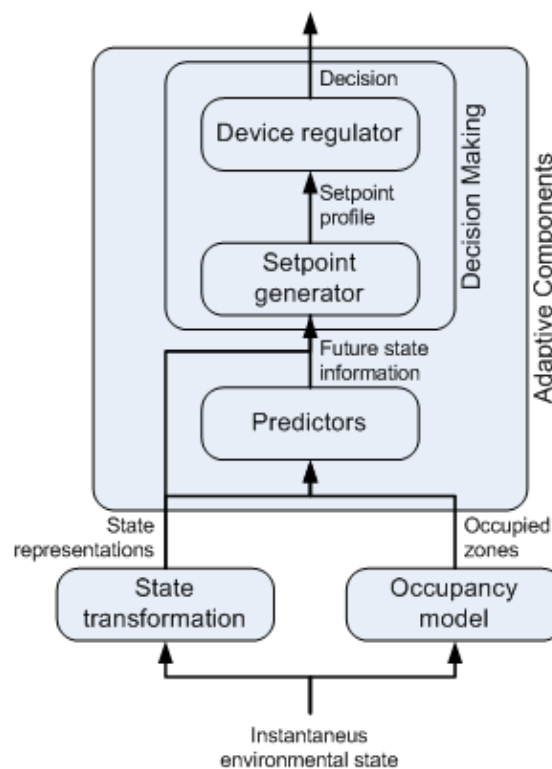 Decision
Device regulator
Setpoint
profile
Setpoint
generator
Decision Making
Adaptive Components
Future state
information
Predictors
State
representations
Occupied
zones
State
transformation
Occupancy
model
Instantaneus
environmental state